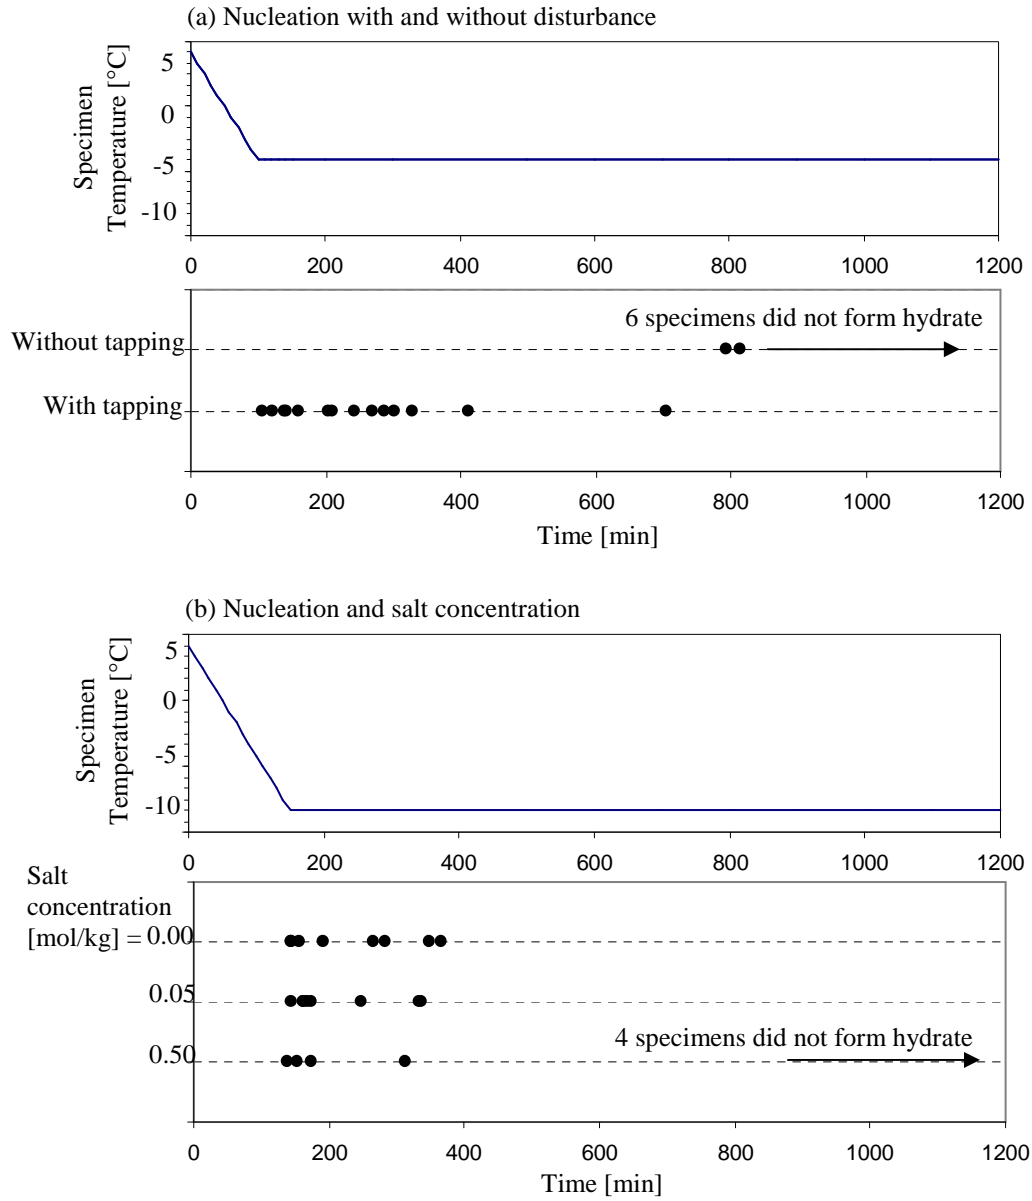 (a) Nucleation with and without disturbance
Specimen
Temperature [°C]
5
0
-5
-10
0 200 400 600 800 1000 1200
6 specimens did not form hydrate
Without tapping
With tapping
0 200 400 600 800 1000 1200
Time [min]
(b) Nucleation and salt concentration
Specimen
Temperature [°C]
5
0
-5
-10
0 200 400 600 800 1000 1200
Salt
concentration
[mol/kg] = 0.00
0.05
0.50
4 specimens did not form hydrate
0 200 400 600 800 1000 1200
Time [min]